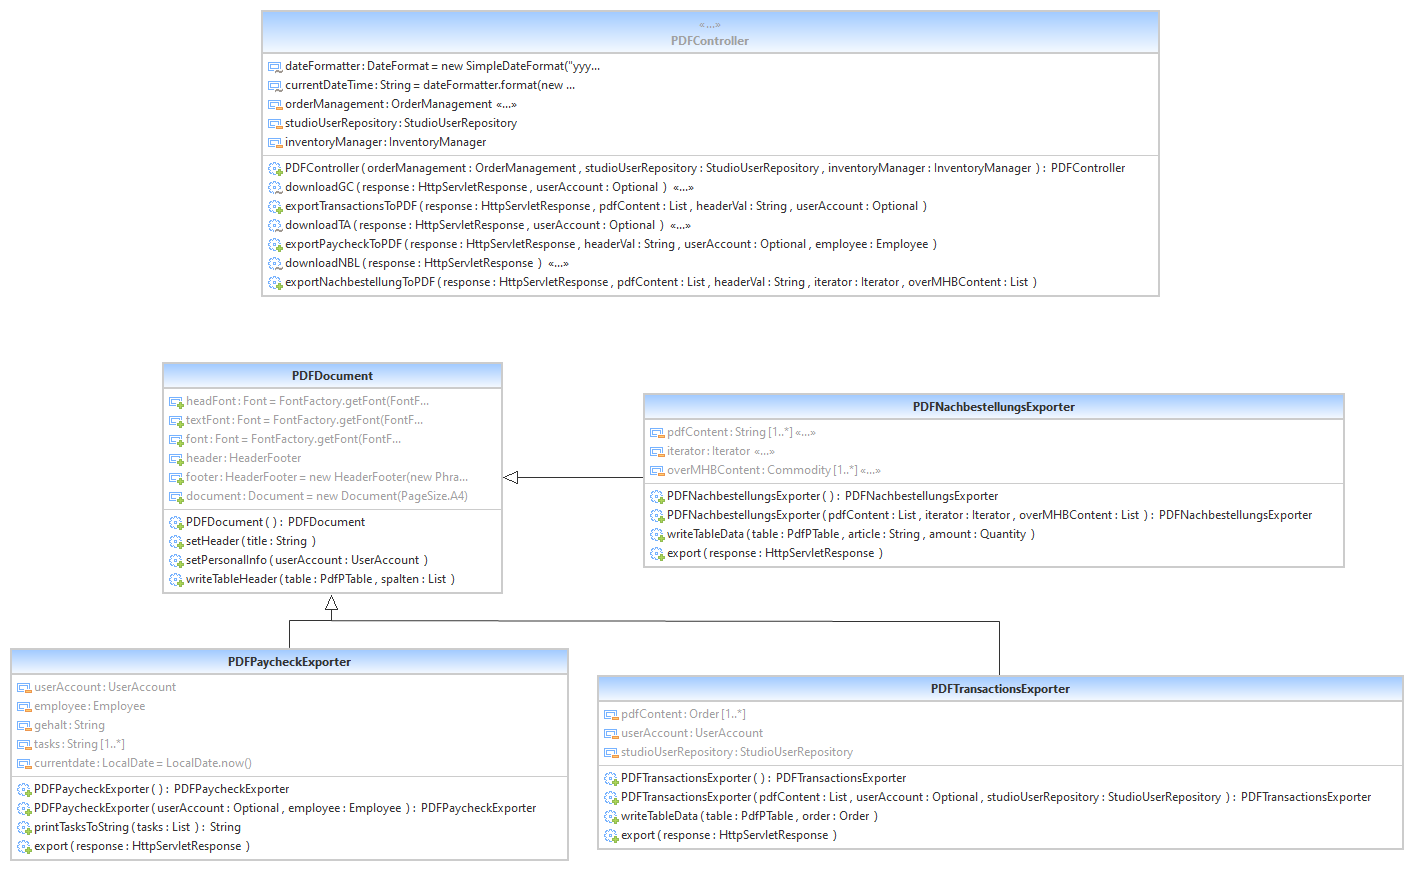 «...»
PDFController
dateFormatter : DateFormat = new SimpleDateFormat("yyy...
currentDateTime : String = dateFormatter.format(new ...
orderManagement : OrderManagement «...»
studioUserRepository : StudioUserRepository
inventoryManager : InventoryManager
PDFController ( orderManagement : OrderManagement , studioUserRepository : StudioUserRepository , inventoryManager : InventoryManager ) : PDFController
downloadGC ( response : HttpServletResponse , userAccount : Optional ) «...»
exportTransactionsToPDF ( response : HttpServletResponse , pdfContent : List , headerVal : String , userAccount : Optional )
downloadTA ( response : HttpServletResponse , userAccount : Optional ) «...»
exportPaycheckToPDF ( response : HttpServletResponse , headerVal : String , userAccount : Optional , employee : Employee )
downloadNBL ( response : HttpServletResponse ) «...»
exportNachbestellungToPDF ( response : HttpServletResponse , pdfContent : List , headerVal : String , iterator : Iterator , overMHBContent : List )
PDFDocument
headFont : Font = FontFactory.getFont(FontF...
textFont : Font = FontFactory.getFont(FontF...
font : Font = FontFactory.getFont(FontF...
header : HeaderFooter
footer : HeaderFooter = new HeaderFooter(new Phra...
document : Document = new Document(PageSize.A4)
PDFDocument ( ) : PDFDocument
setHeader ( title : String )
setPersonalInfo ( userAccount : UserAccount )
writeTableHeader ( table : PdfPTable , spalten : List )
PDFNachbestellungsExporter
pdfContent : String [1..*] «...»
iterator : Iterator «...»
overMHBContent : Commodity [1..*] «...»
PDFNachbestellungsExporter ( ) : PDFNachbestellungsExporter
PDFNachbestellungsExporter ( pdfContent : List , iterator : Iterator , overMHBContent : List ) : PDFNachbestellungsExporter
writeTableData ( table : PdfPTable , article : String , amount : Quantity )
export ( response : HttpServletResponse )
PDFPaycheckExporter
userAccount : UserAccount
employee : Employee
gehalt : String
tasks : String [1..*]
currentdate : LocalDate = LocalDate.now()
PDFPaycheckExporter ( ) : PDFPaycheckExporter
PDFPaycheckExporter ( userAccount : Optional , employee : Employee ) : PDFPaycheckExporter
printTasksToString ( tasks : List ) : String
export ( response : HttpServletResponse )
PDFTransactionsExporter
pdfContent : Order [1..*]
userAccount : UserAccount
studioUserRepository : StudioUserRepository
PDFTransactionsExporter ( ) : PDFTransactionsExporter
PDFTransactionsExporter ( pdfContent : List , userAccount : Optional , studioUserRepository : StudioUserRepository ) : PDFTransactionsExporter
writeTableData ( table : PdfPTable , order : Order )
export ( response : HttpServletResponse )